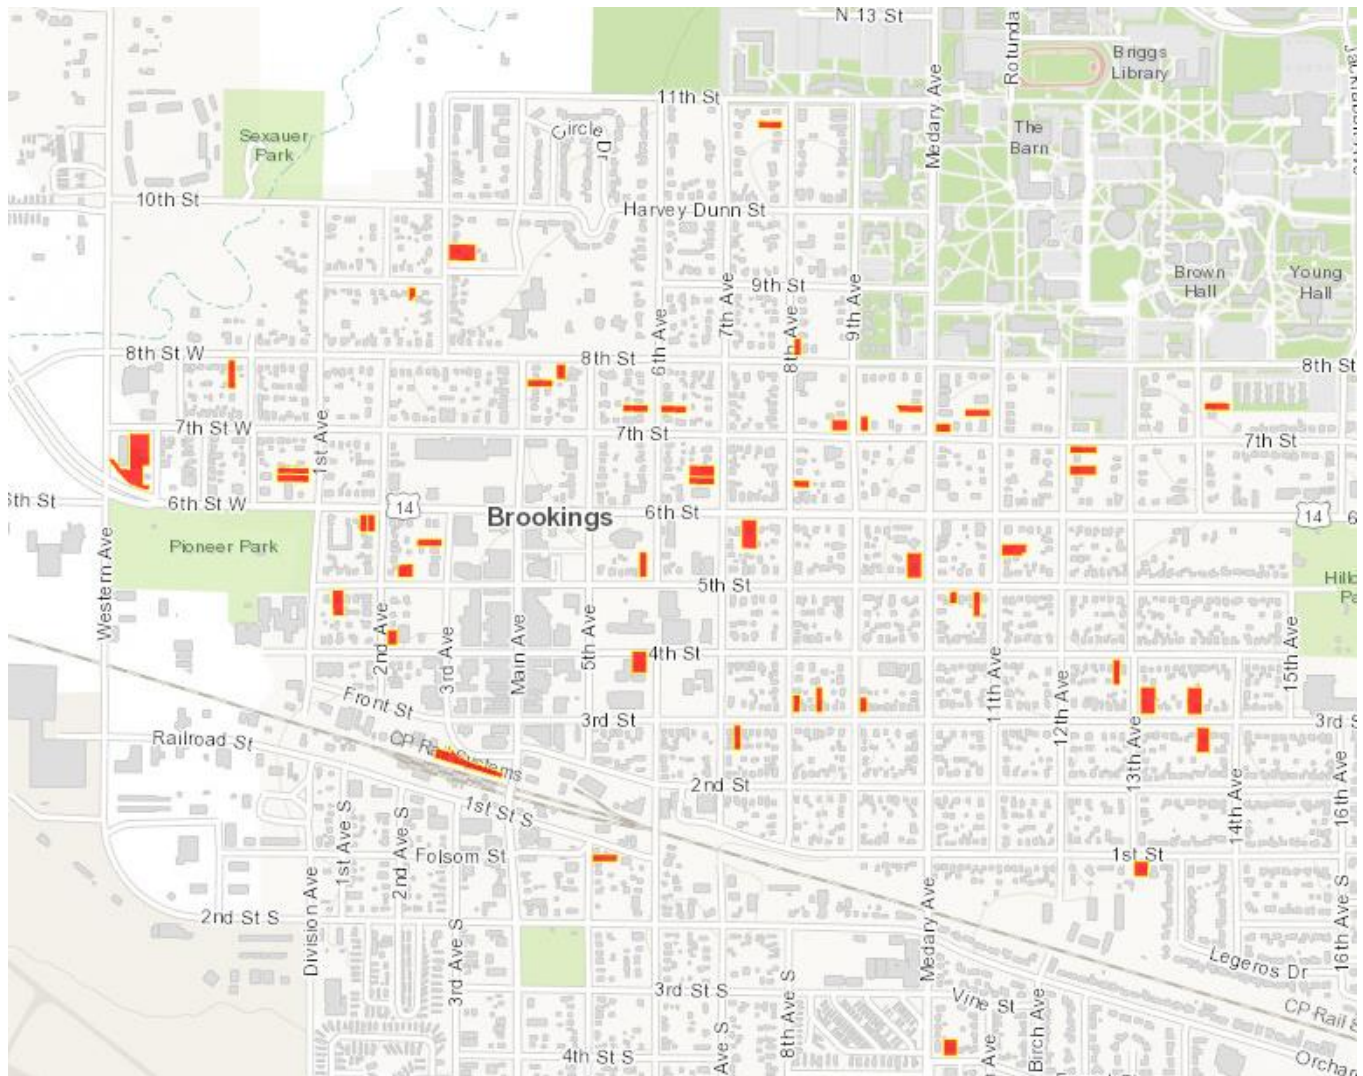 N 13 St
Rotunda
Briggs
Library
Medary Ave
11th St
Circle Dr
Sexauer
Park
The
Barn
10th St
Harvey Dunn St
Brown
Hall
Young
Hall
9th St
7th Ave
8th Ave
9th Ave
6th Ave
8th St W
8th St
8th St
7th St W
1st Ave
7th St
7th St
6th St W
14
Brookings
6th St
14
Pioneer Park
Western Ave
5th St
2nd Ave
3rd Ave
Main Ave
5th Ave
4th St
11th Ave
12th Ave
13th Ave
15th Ave
Front St
3rd St
Railroad St
CP Rail Systems
2nd St
14th Ave
16th Ave
1st St S
1st Ave S
2nd Ave S
Folsom St
1st St
Division Ave
2nd St S
3rd Ave S
Medary Ave
16th Ave S
Legeros Dr
3rd St S
8th Ave S
Vine St
Birch Ave
CP Rail
4th St S
Ave S
Ave